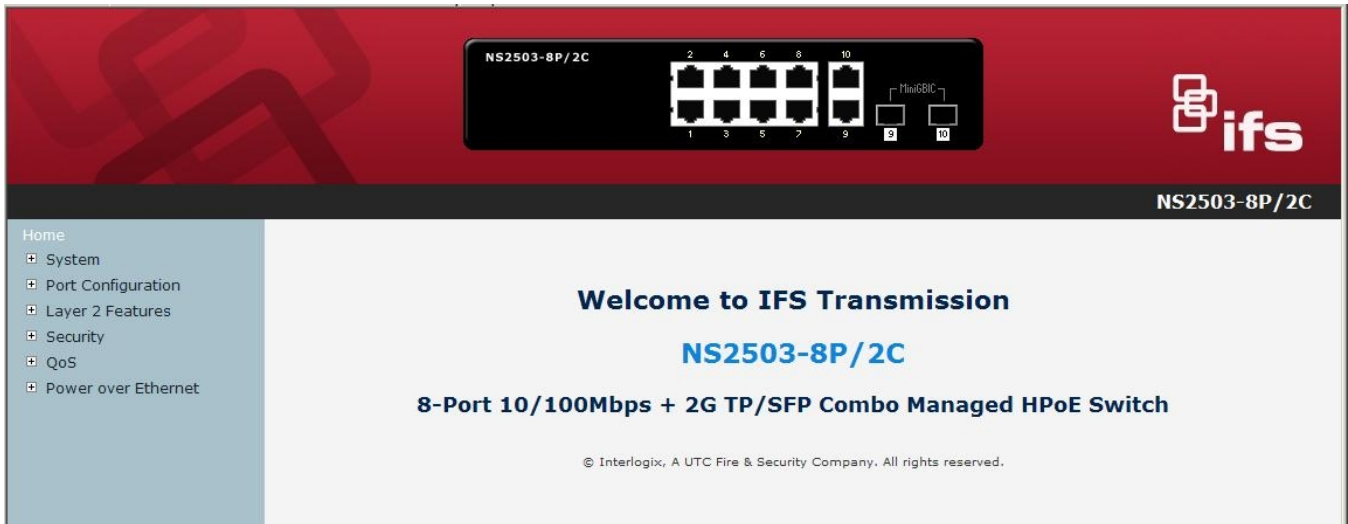 NS2503-8P/2C
2 4 6 8 10
MiniGBIC
1 3 5 7 9 9 10
ifs
NS2503-8P/2C
Home
System
Port Configuration
Layer 2 Features
Security
QoS
Power over Ethernet
Welcome to IFS Transmission
NS2503-8P/2C
8-Port 10/100Mbps + 2G TP/SFP Combo Managed HPoE Switch
© Interlogix, A UTC Fire & Security Company. All rights reserved.